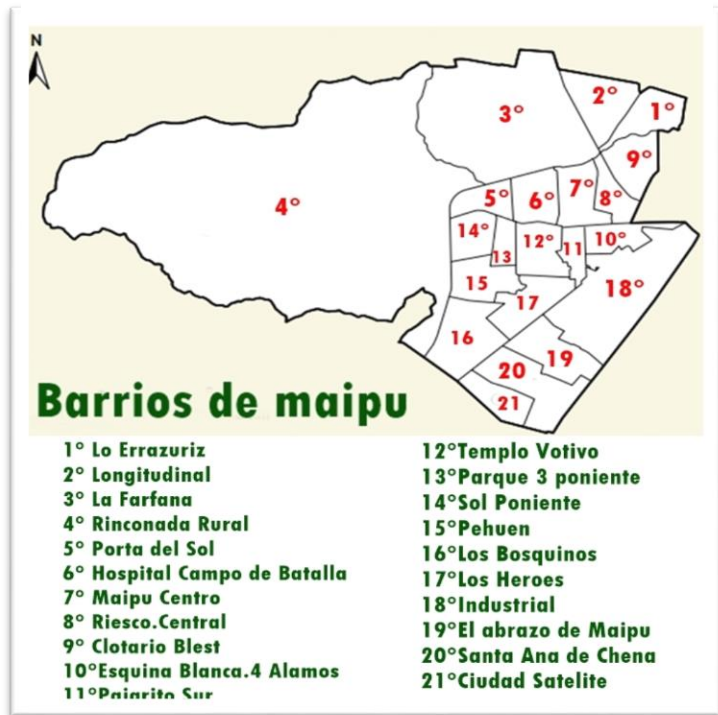 N
2°
1°
3°
9°
7°
5°
6°
8°
4°
14°
12°
10°
11
13
15
18°
17
16
19
20
21
Barrios de maipu
1° Lo Errazuriz
2° Longitudinal
3° La Farfana
4° Rinconada Rural
5° Porta del Sol
6° Hospital Campo de Batalla
7° Maipu Centro
8° Riesco.Central
9° Clotario Blest
10°Esquina Blanca.4 Alamos
11°Pajarito Sur
12°Templo Votivo
13°Parque 3 poniente
14°Sol Poniente
15°Pehuen
16°Los Bosquinos
17°Los Heroes
18°Industrial
19°El abrazo de Maipu
20°Santa Ana de Chena
21°Ciudad Satelite